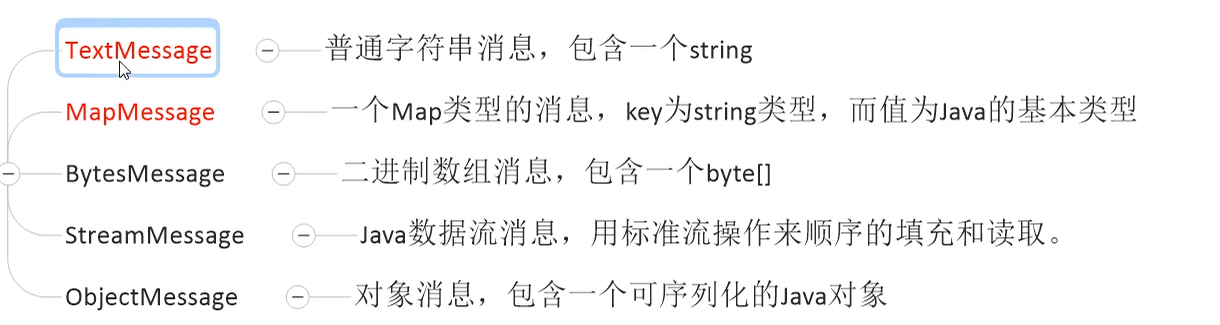 TextMessage 普通字符串消息，包含一个string
MapMessage 一个Map类型的消息，key为string类型，而值为Java的基本类型
BytesMessage 二进制数组消息，包含一个byte[]
StreamMessage Java数据流消息，用标准流操作来顺序的填充和读取。
ObjectMessage 对象消息，包含一个可序列化的Java对象